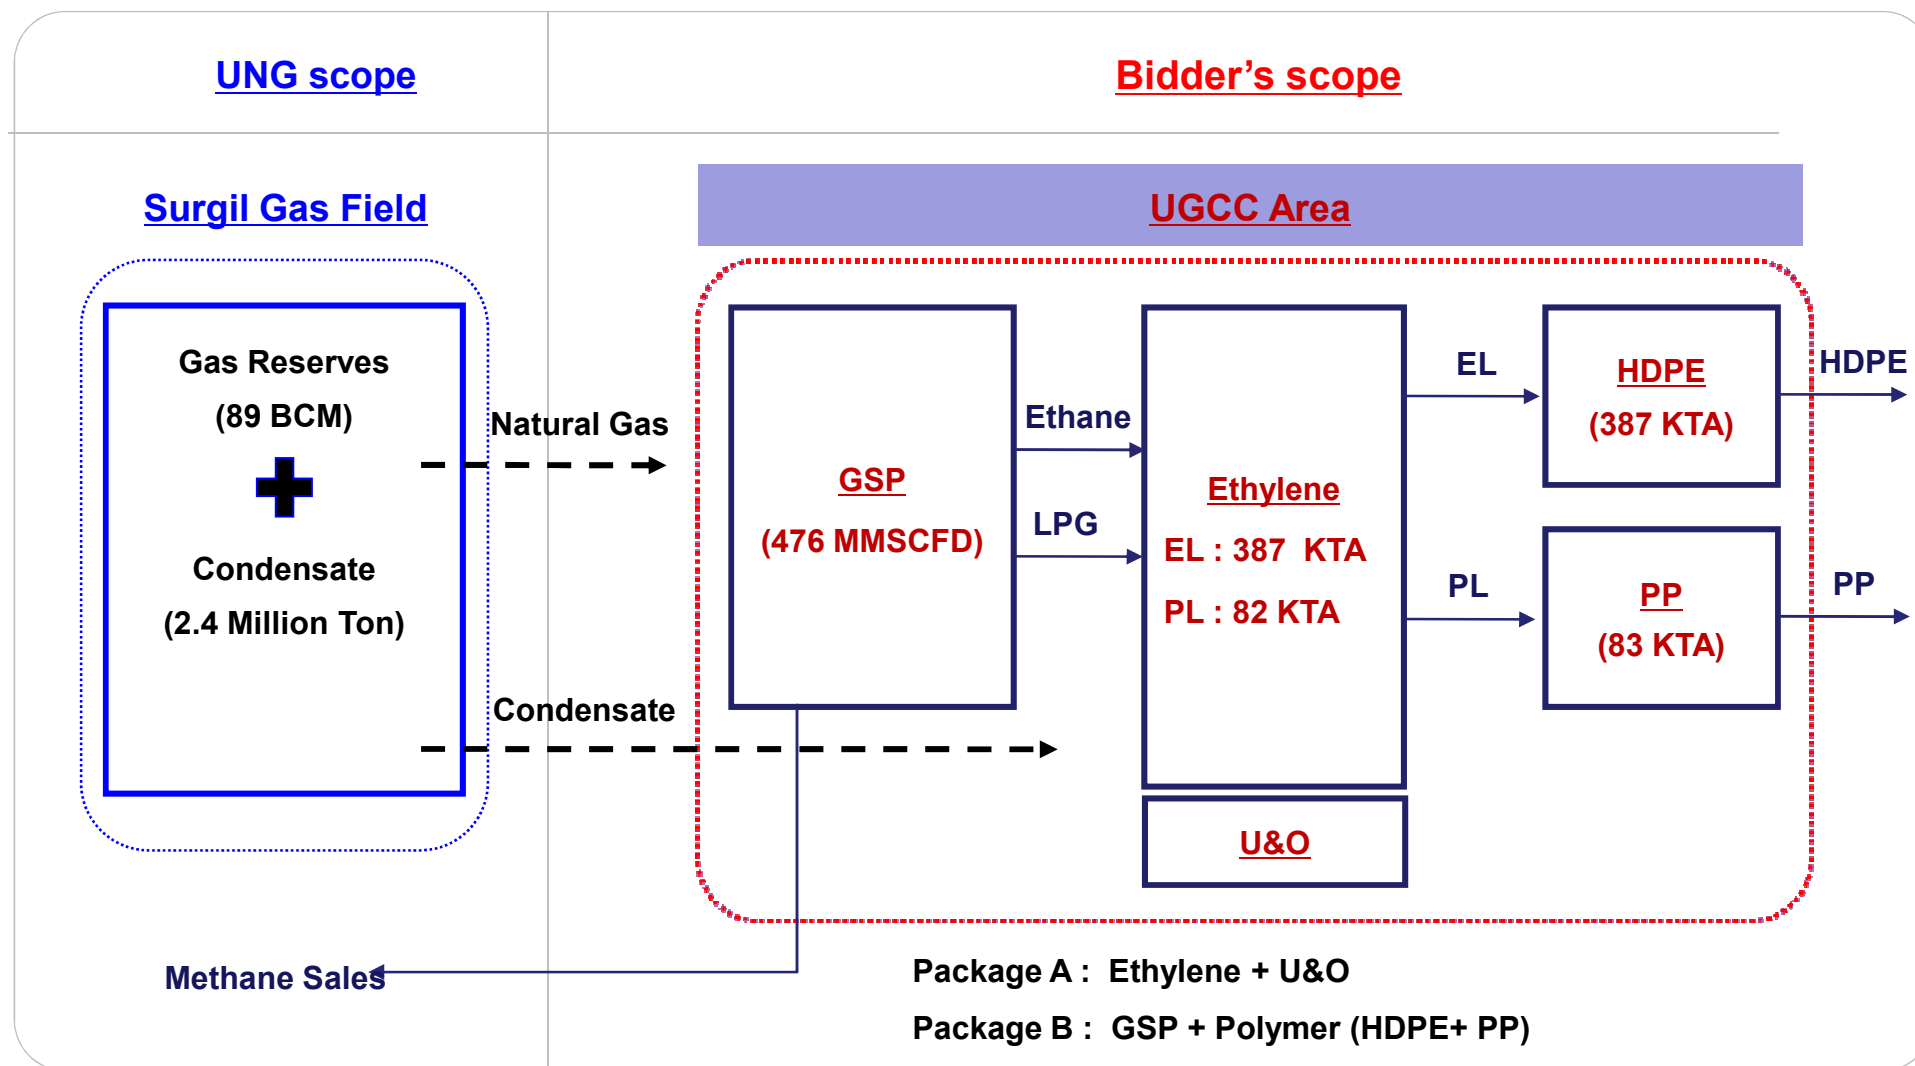 UNG scope
Bidder’s scope
Surgil Gas Field
UGCC Area
Gas Reserves
(89 BCM)
Condensate
(2.4 Million Ton)
Natural Gas
Condensate
GSP
(476 MMSCFD)
Ethane
LPG
Ethylene
EL : 387  KTA
PL : 82 KTA
U&O
EL
PL
HDPE
(387 KTA)
PP
(83 KTA)
HDPE
PP
Methane Sales
Package A :  Ethylene + U&O
Package B :  GSP + Polymer (HDPE+ PP)